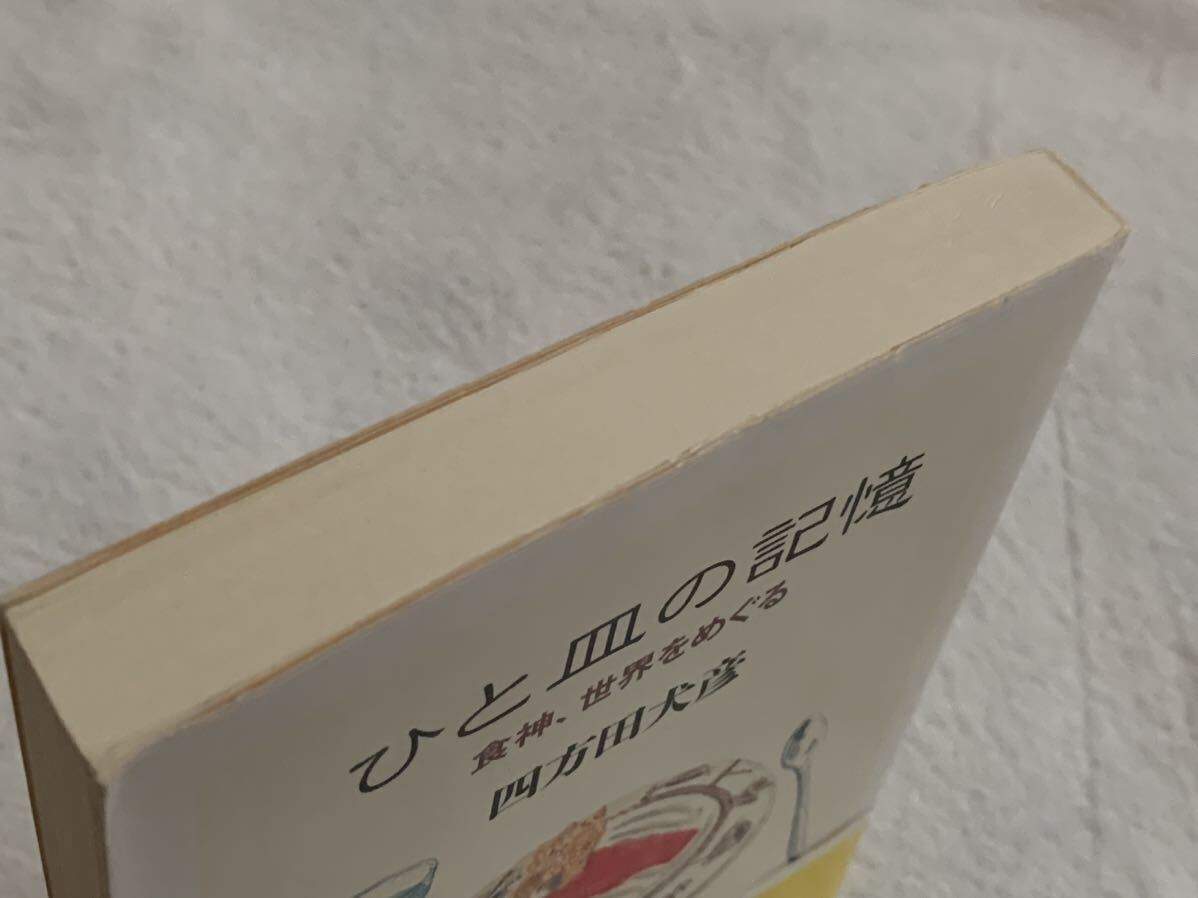 ひと皿の記憶
食神、世界をめぐる
四方田犬彦